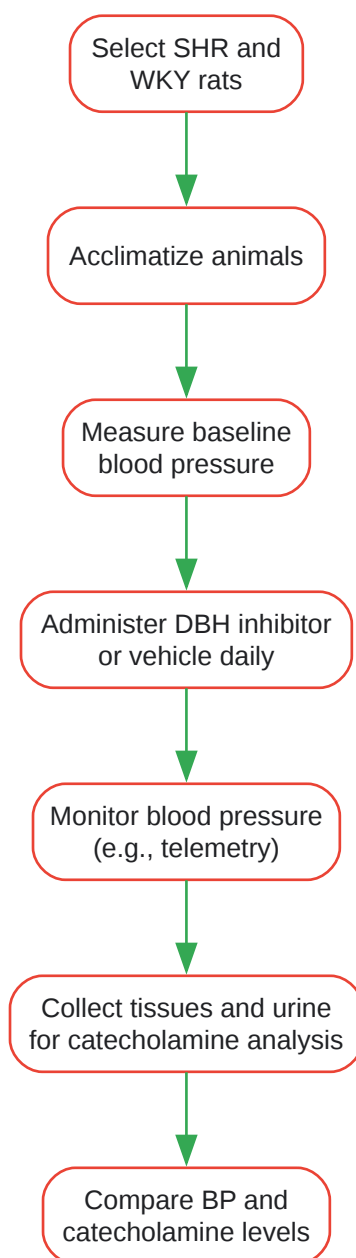 Select SHR and
WKY rats
Acclimatize animals
Measure baseline
blood pressure
Administer DBH inhibitor
or vehicle daily
Monitor blood pressure
(e.g., telemetry)
Collect tissues and urine
for catecholamine analysis
Compare BP and
catecholamine levels